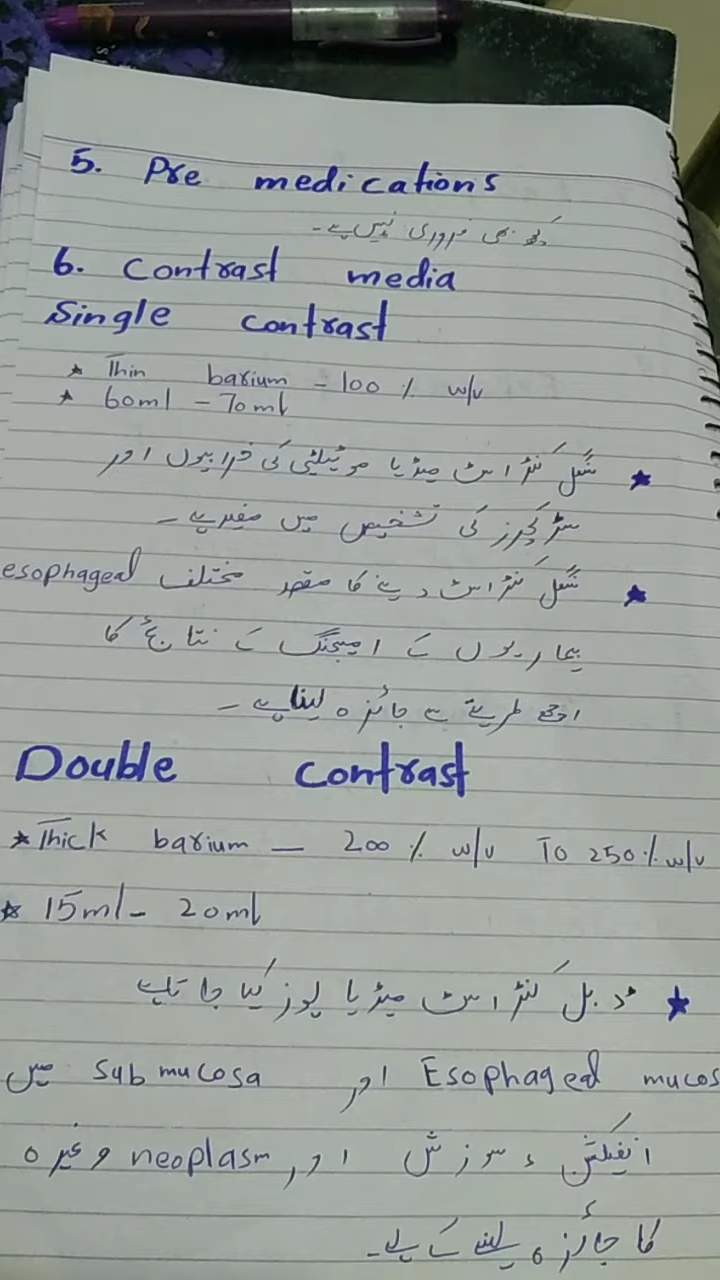 5. Pre medications
کچھ بھی ضروری نہیں ہے۔
6. Contrast media
Single contrast
★ Thin barium - 100 % w/v
★ 60ml - 70ml
★ سنگل کنٹراسٹ میڈیا موٹیلیٹی کی خرابیوں اور
سٹرکچرز کی تشخیص میں مفید ہے۔
★ سنگل کنٹراسٹ دینے کا مقصد مختلف esophageal
بیماریوں کے امیجنگ کے نتائج کا
اچھے طریقے سے جائزہ لینا ہے۔
Double contrast
★ Thick barium — 200 % w/v To 250% w/v
★ 15ml - 20ml
★ ڈبل کنٹراسٹ میڈیا یوز کیا جاتا ہے
Esophageal mucos اور Submucosa میں
انفیکشن، سوزش اور neoplasm وغیرہ
کا جائزہ لینے کے لیے۔